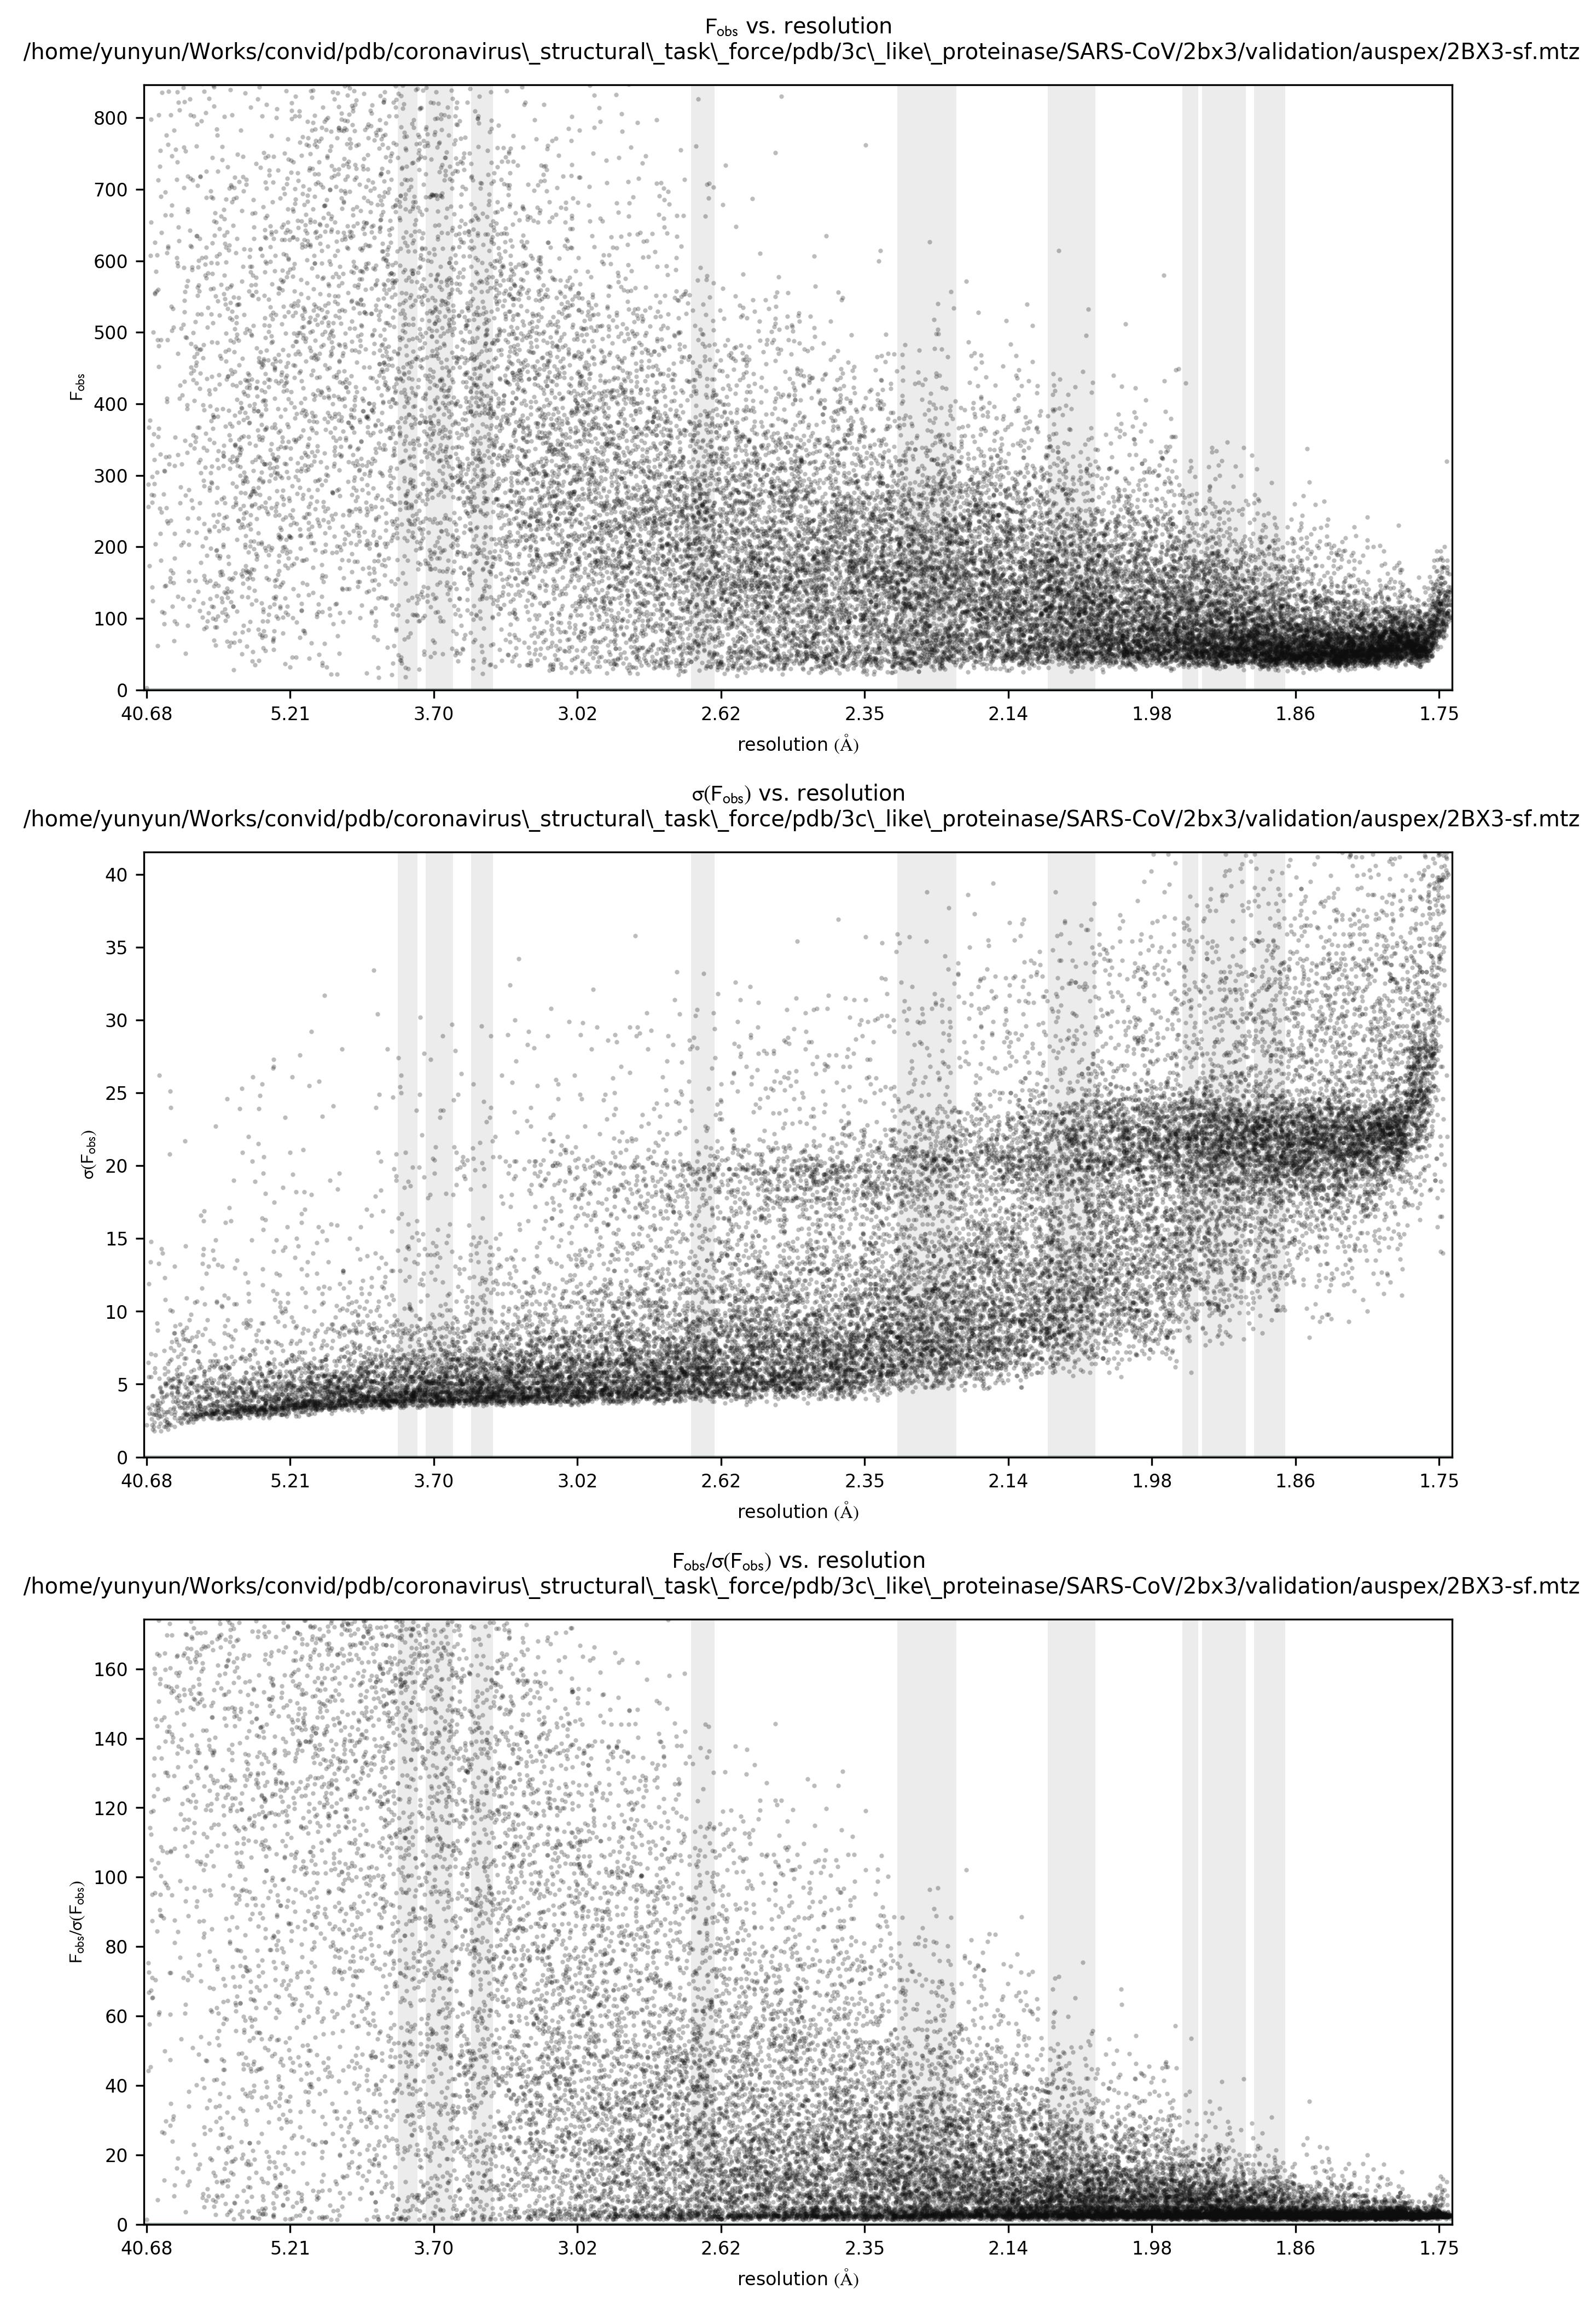 Fobs vs. resolution
/home/yunyun/Works/convid/pdb/coronavirus\_structural\_task\_force/pdb/3c\_like\_proteinase/SARS-CoV/2bx3/validation/auspex/2BX3-sf.mtz
800
700
600
500
400
300
200
100
0
Fobs
40.68 5.21 3.70 3.02 2.62 2.35 2.14 1.98 1.86 1.75
resolution (Å)
σ(Fobs) vs. resolution
/home/yunyun/Works/convid/pdb/coronavirus\_structural\_task\_force/pdb/3c\_like\_proteinase/SARS-CoV/2bx3/validation/auspex/2BX3-sf.mtz
40
35
30
25
20
15
10
5
0
σ(Fobs)
40.68 5.21 3.70 3.02 2.62 2.35 2.14 1.98 1.86 1.75
resolution (Å)
Fobs/σ(Fobs) vs. resolution
/home/yunyun/Works/convid/pdb/coronavirus\_structural\_task\_force/pdb/3c\_like\_proteinase/SARS-CoV/2bx3/validation/auspex/2BX3-sf.mtz
160
140
120
100
80
60
40
20
0
Fobs/σ(Fobs)
40.68 5.21 3.70 3.02 2.62 2.35 2.14 1.98 1.86 1.75
resolution (Å)